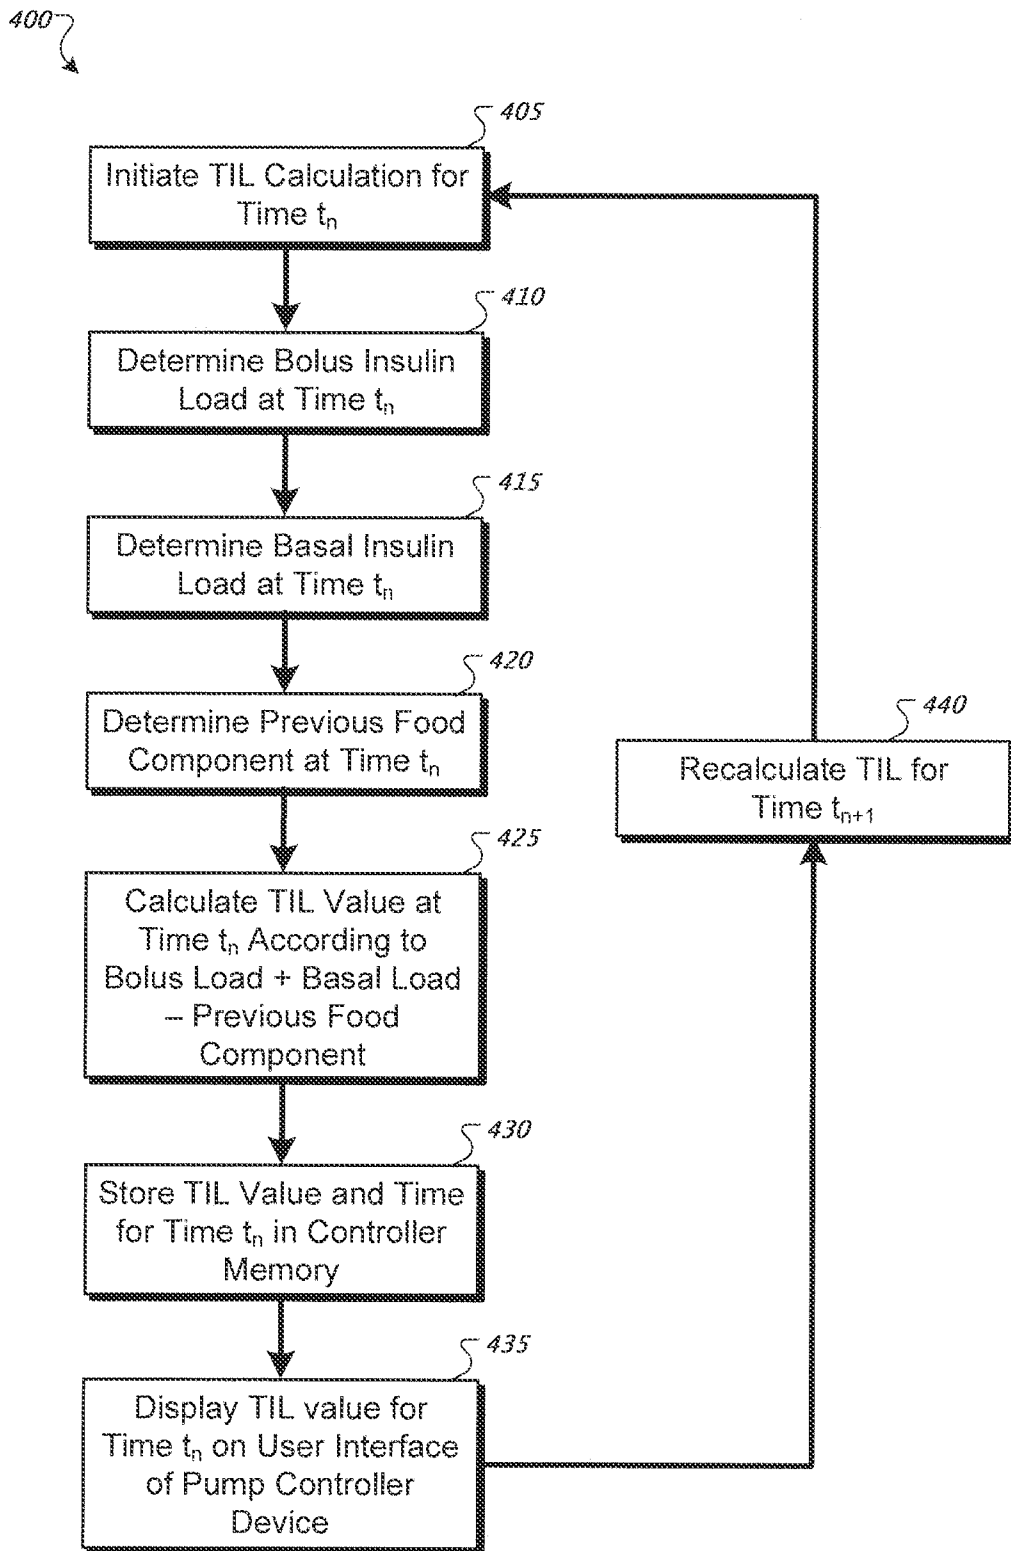 400
405
Initiate TIL Calculation for
Time tn
410
Determine Bolus Insulin
Load at Time tn
415
Determine Basal Insulin
Load at Time tn
420
Determine Previous Food
Component at Time tn
440
Recalculate TIL for
Time tn+1
425
Calculate TIL Value at
Time tn According to
Bolus Load + Basal Load
– Previous Food
Component
430
Store TIL Value and Time
for Time tn in Controller
Memory
435
Display TIL value for
Time tn on User Interface
of Pump Controller
Device